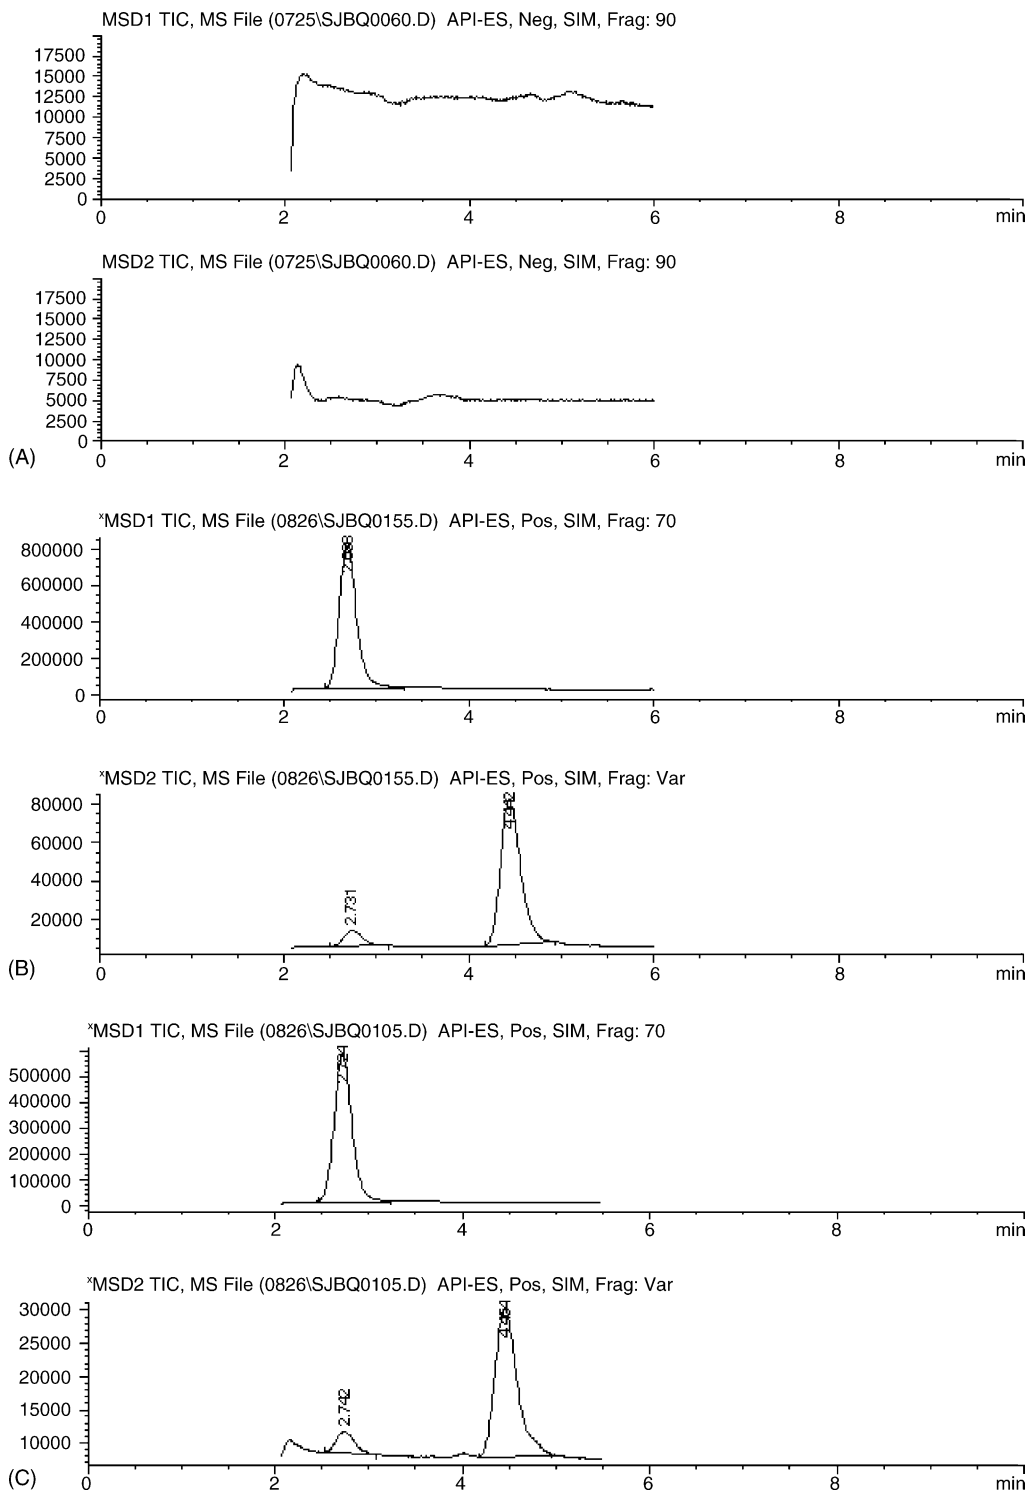 MSD1 TIC, MS File (0725\SJBQ0060.D) API-ES, Neg, SIM, Frag: 90
17500
15000
12500
10000
7500
5000
2500
0
0 2 4 6 8 min
MSD2 TIC, MS File (0725\SJBQ0060.D) API-ES, Neg, SIM, Frag: 90
17500
15000
12500
10000
7500
5000
2500
0
(A)
0 2 4 6 8 min
xMSD1 TIC, MS File (0826\SJBQ0155.D) API-ES, Pos, SIM, Frag: 70
800000
600000
400000
200000
0
0 2 4 6 8 min
xMSD2 TIC, MS File (0826\SJBQ0155.D) API-ES, Pos, SIM, Frag: Var
80000
60000
40000
20000
2.731
(B)
0 2 4 6 8 min
xMSD1 TIC, MS File (0826\SJBQ0105.D) API-ES, Pos, SIM, Frag: 70
500000
400000
300000
200000
100000
0
0 2 4 6 8 min
xMSD2 TIC, MS File (0826\SJBQ0105.D) API-ES, Pos, SIM, Frag: Var
30000
25000
20000
15000
10000
2.742
(C)
0 2 4 6 8 min